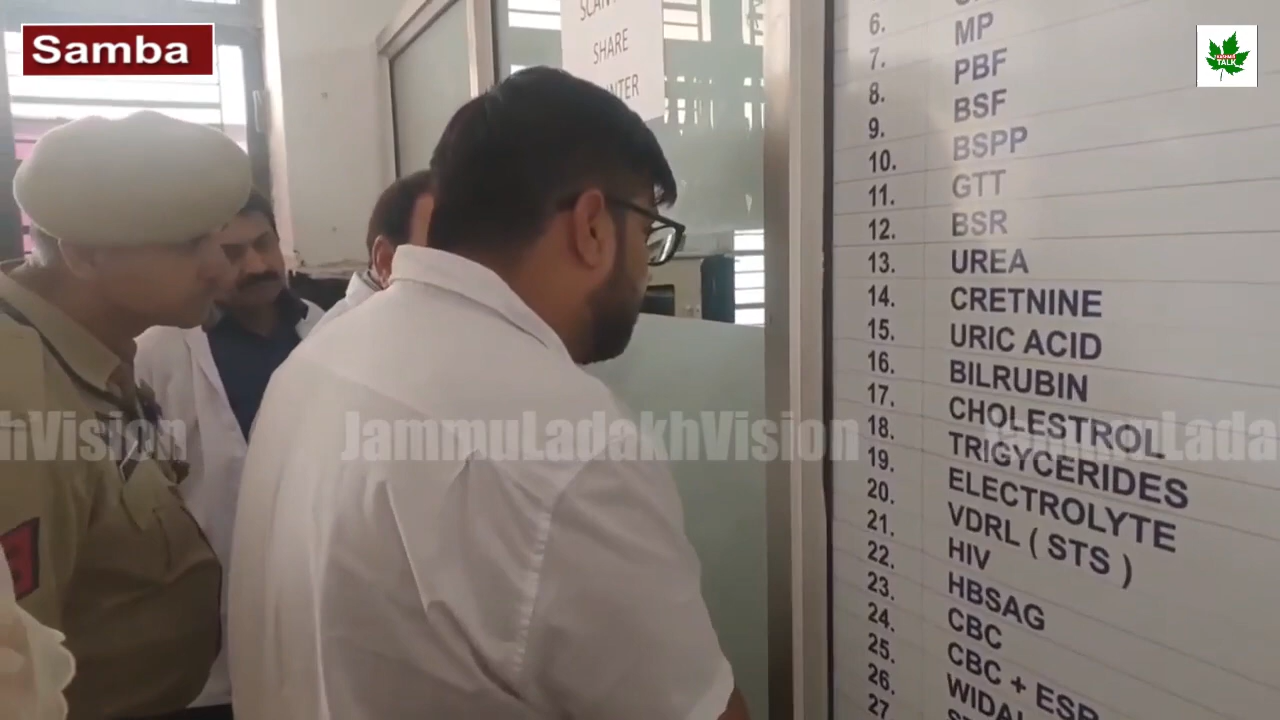 Samba
SHARE
KASHMIR
TALK
6. MP
7. PBF
8. BSF
9. BSPP
10. GTT
11. BSR
12. UREA
13. CRETNINE
14. URIC ACID
15. BILRUBIN
16. CHOLESTROL
17. TRIGYCERIDES
18. ELECTROLYTE
19. VDRL ( STS )
20. HIV
21. HBSAG
22. CBC
23. CBC + ESR
24.
25.
26.
27
JammuLadakhVision